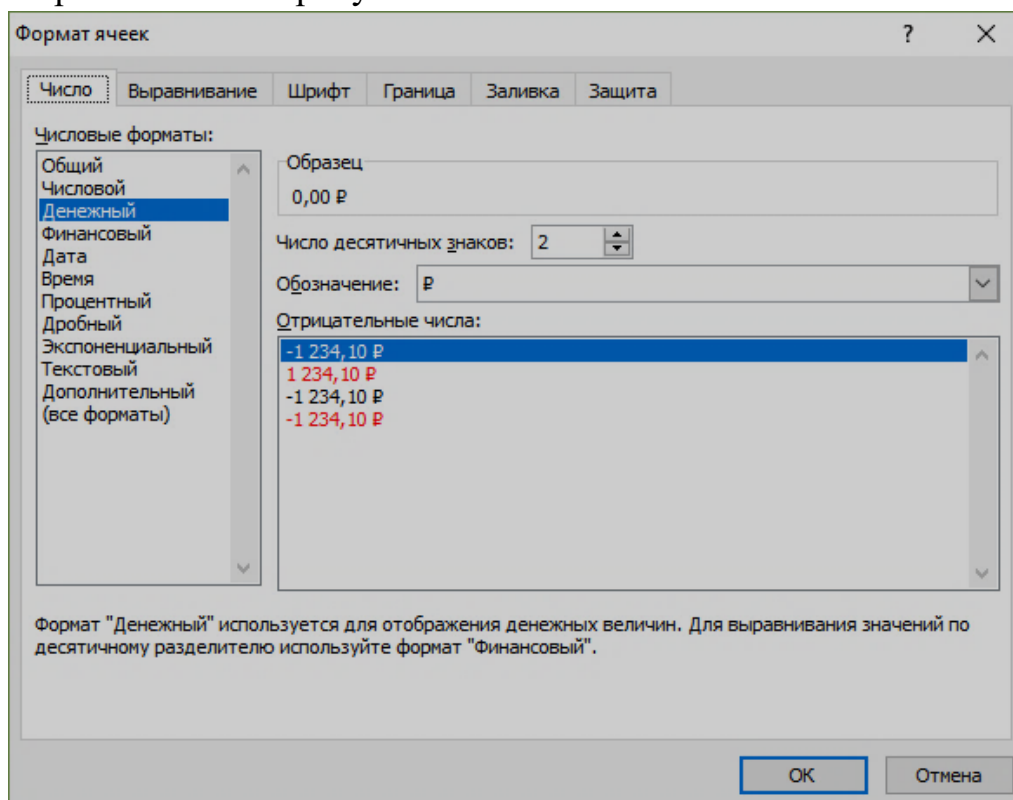 Формат ячеек
Число Выравнивание Шрифт Граница Заливка Защита
Числовые форматы:
Общий
Числовой
Денежный
Финансовый
Дата
Время
Процентный
Дробный
Экспоненциальный
Текстовый
Дополнительный
(все форматы)
Образец
0,00 ₽
Число десятичных знаков: 2
Обозначение: ₽
Отрицательные числа:
-1 234,10 ₽
1 234,10 ₽
-1 234,10 ₽
-1 234,10 ₽
Формат "Денежный" используется для отображения денежных величин. Для выравнивания значений по
десятичному разделителю используйте формат "Финансовый".
ОК Отмена